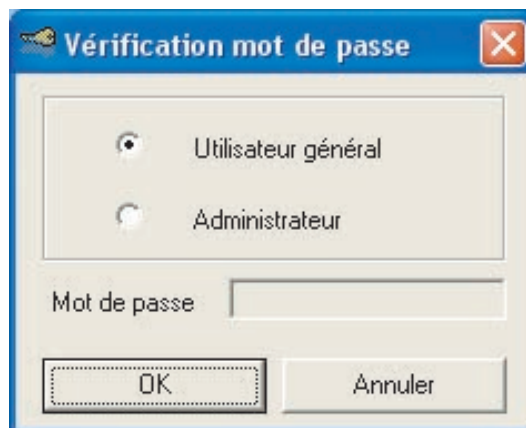 Vérification mot de passe
Utilisateur général
Administrateur
Mot de passe
OK
Annuler